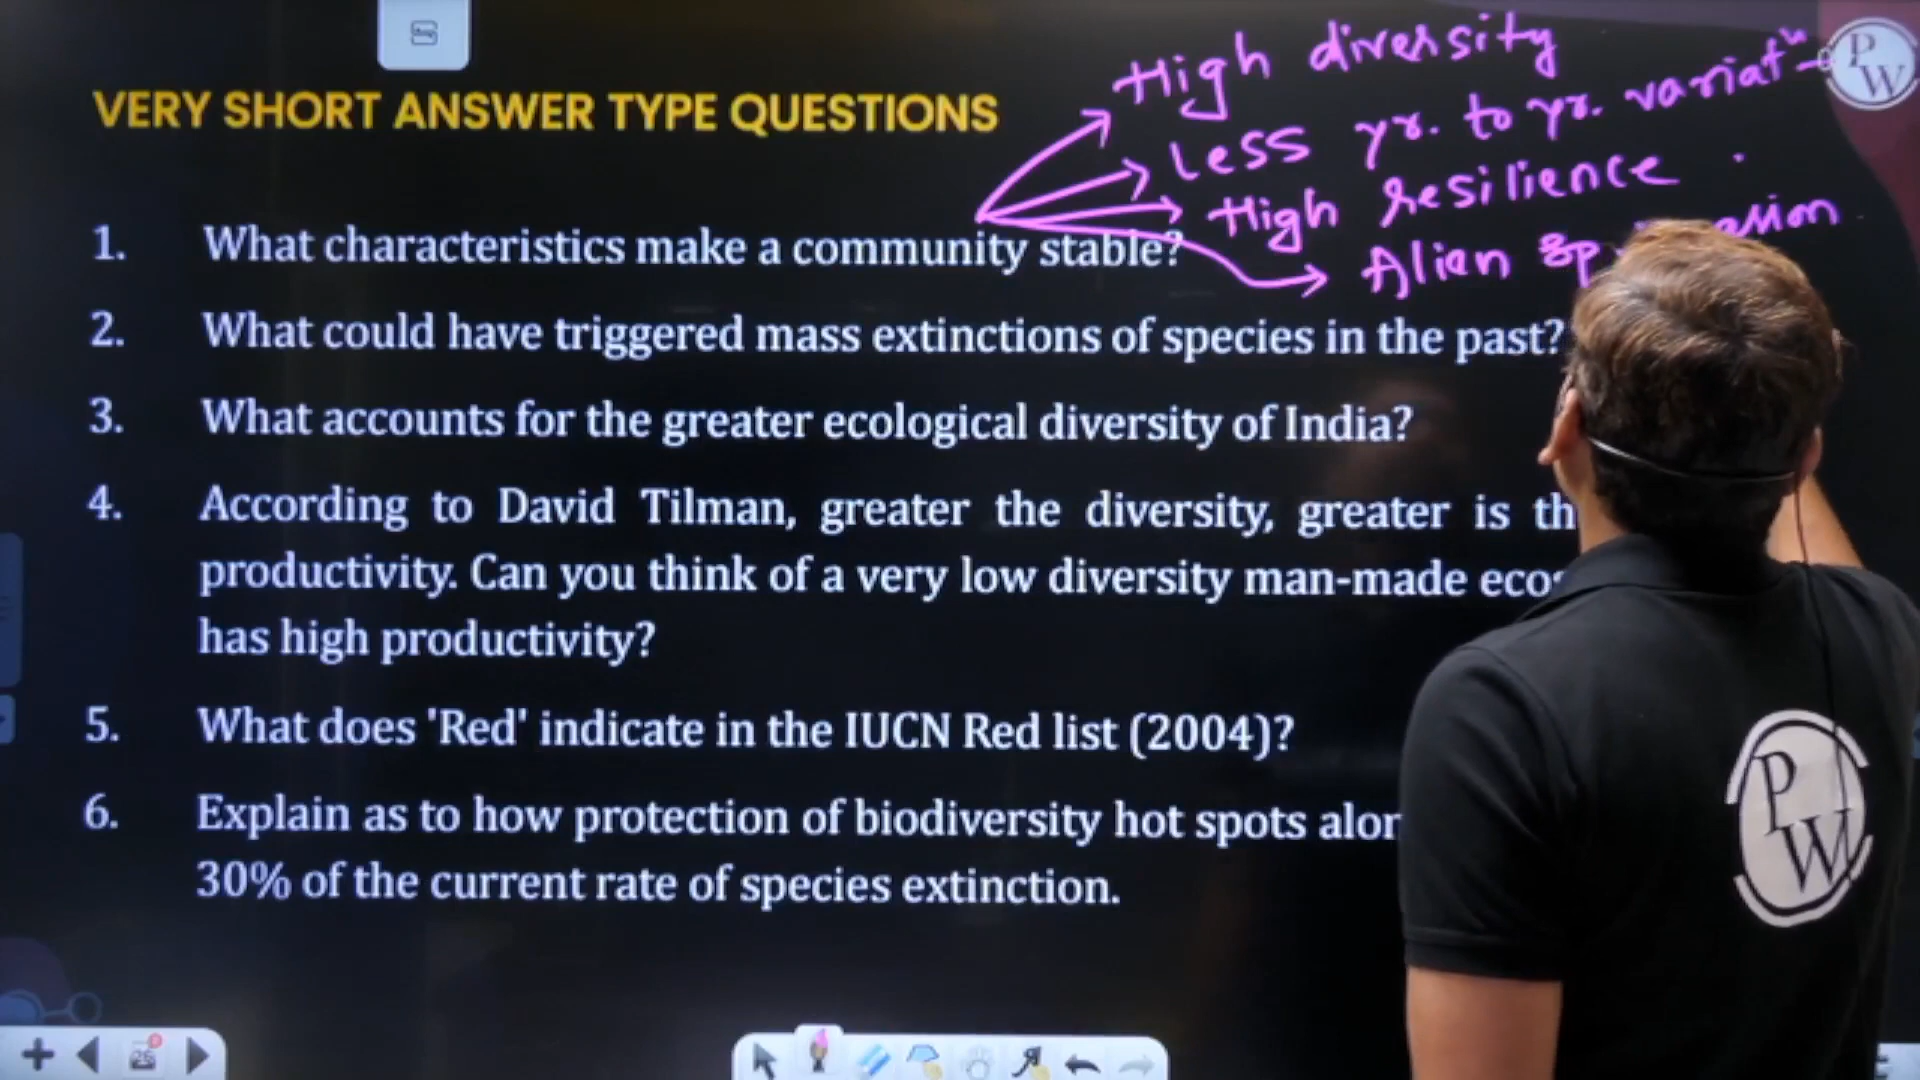 High diversity
P W
VERY SHORT ANSWER TYPE QUESTIONS
Less yr. to yr. variatn
High resilience.
1. What characteristics make a community stable?
Alien sp
2. What could have triggered mass extinctions of species in the past?
3. What accounts for the greater ecological diversity of India?
4. According to David Tilman, greater the diversity, greater is
productivity. Can you think of a very low diversity man-made
has high productivity?
5. What does 'Red' indicate in the IUCN Red list (2004)?
6. Explain as to how protection of biodiversity hot spots
30% of the current rate of species extinction.
P W
26